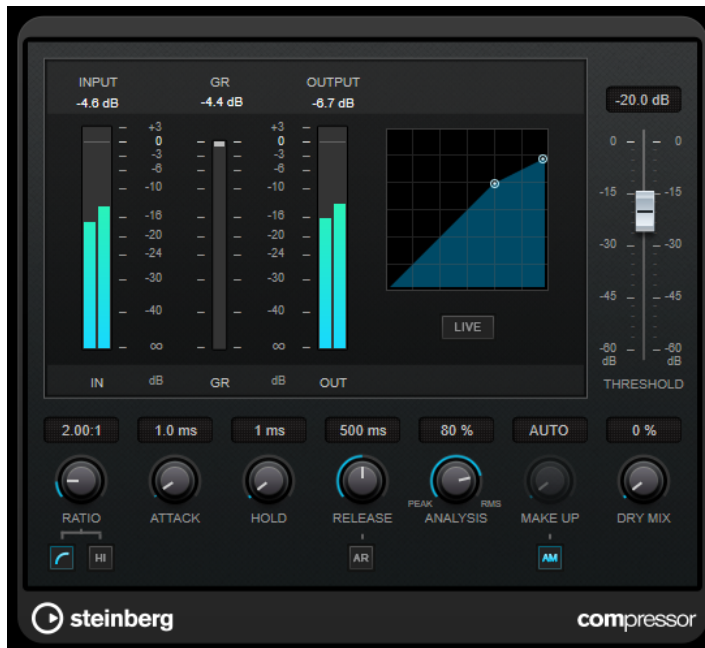 INPUT GR OUTPUT
-4.6 dB -4.4 dB -6.7 dB -20.0 dB
+3 +3
0 0 0 0
-3 -3
-6 -6
-10 -10
-15 -15
-16 -16
-20 -20
-24 -24
-30 -30
-30 -30
-45 -45
-40 -40
LIVE
∞ ∞ -60 -60
dB dB
IN dB GR dB OUT THRESHOLD
2.00:1 1.0 ms 1 ms 500 ms 80 % AUTO 0 %
PEAK RMS
RATIO ATTACK HOLD RELEASE ANALYSIS MAKE UP DRY MIX
HI AR AM
steinberg compressor